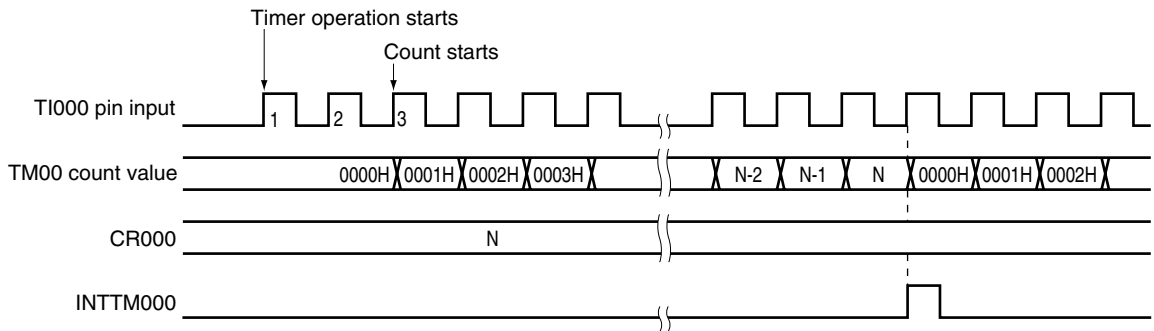 Timer operation starts
Count starts
TI000 pin input
1 2 3
TM00 count value
0000H 0001H 0002H 0003H N-2 N-1 N 0000H 0001H 0002H
CR000
N
INTTM000